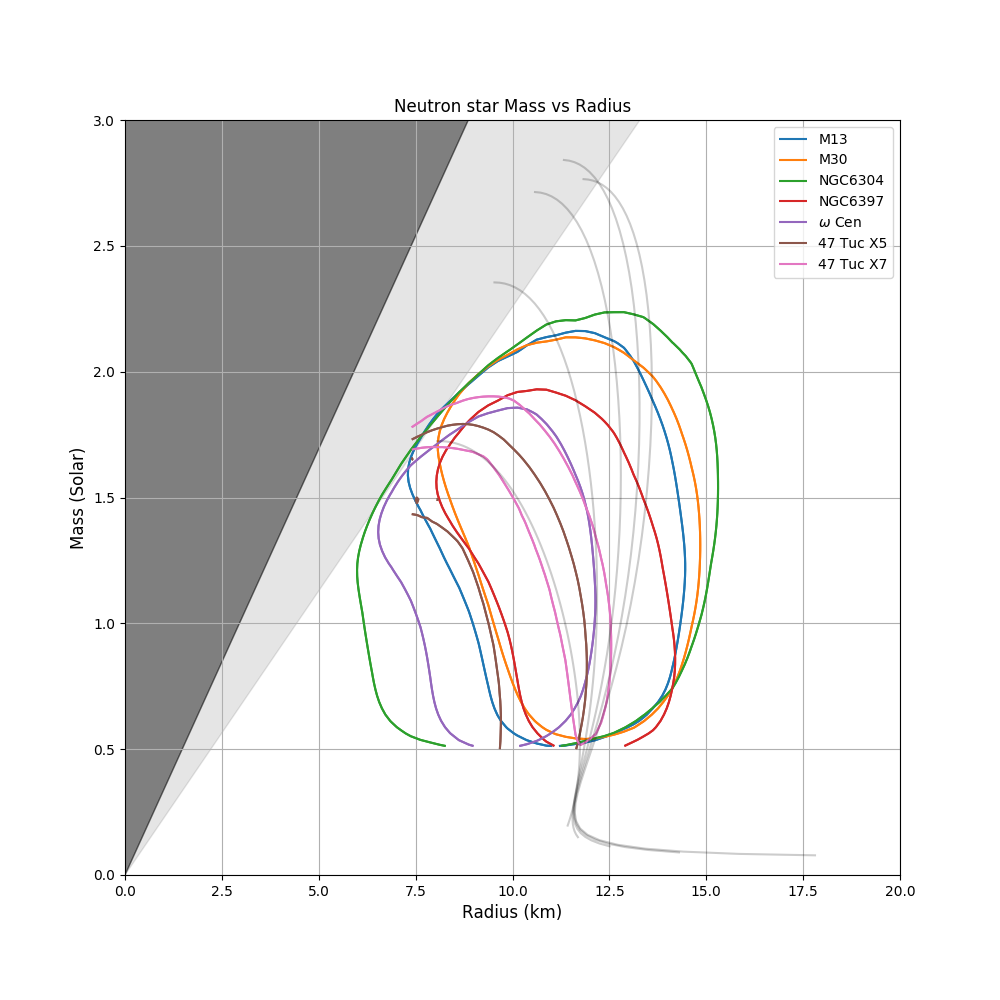 Neutron star Mass vs Radius
3.0
2.5
2.0
1.5
1.0
0.5
0.0
Mass (Solar)
M13
M30
NGC6304
NGC6397
ω Cen
47 Tuc X5
47 Tuc X7
0.0 2.5 5.0 7.5 10.0 12.5 15.0 17.5 20.0
Radius (km)